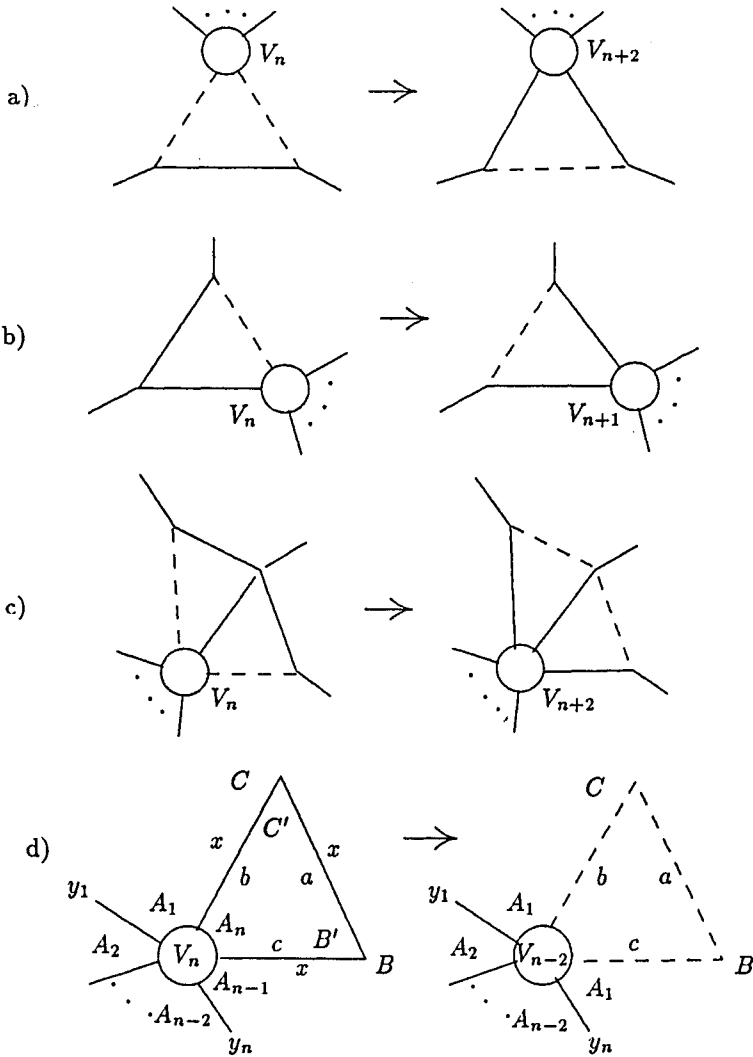 a) V_n → V_{n+2}
b) V_n → V_{n+1}
c) V_n → V_{n+2}
d) C C' x x b a y_1 A_1 A_n c B' x B A_2 V_n A_{n-1} A_{n-2} y_n → C b a y_1 A_1 c B A_2 V_{n-2} A_1 A_{n-2} y_n